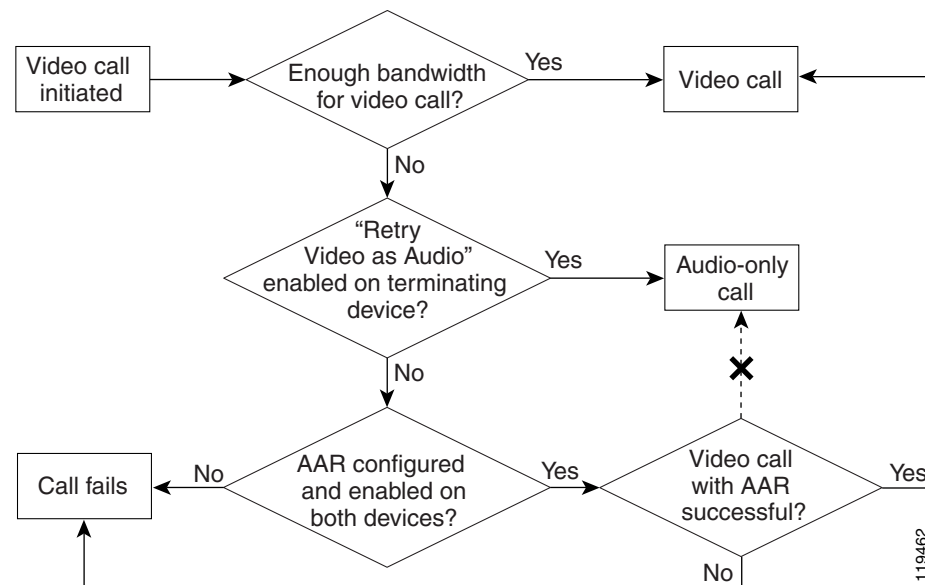 Video call
initiated
Enough bandwidth
for video call?
Yes
Video call
No
“Retry
Video as Audio”
enabled on terminating
device?
Yes
Audio-only
call
No
Call fails
No
AAR configured
and enabled on
both devices?
Yes
Video call
with AAR
successful?
Yes
No
119462